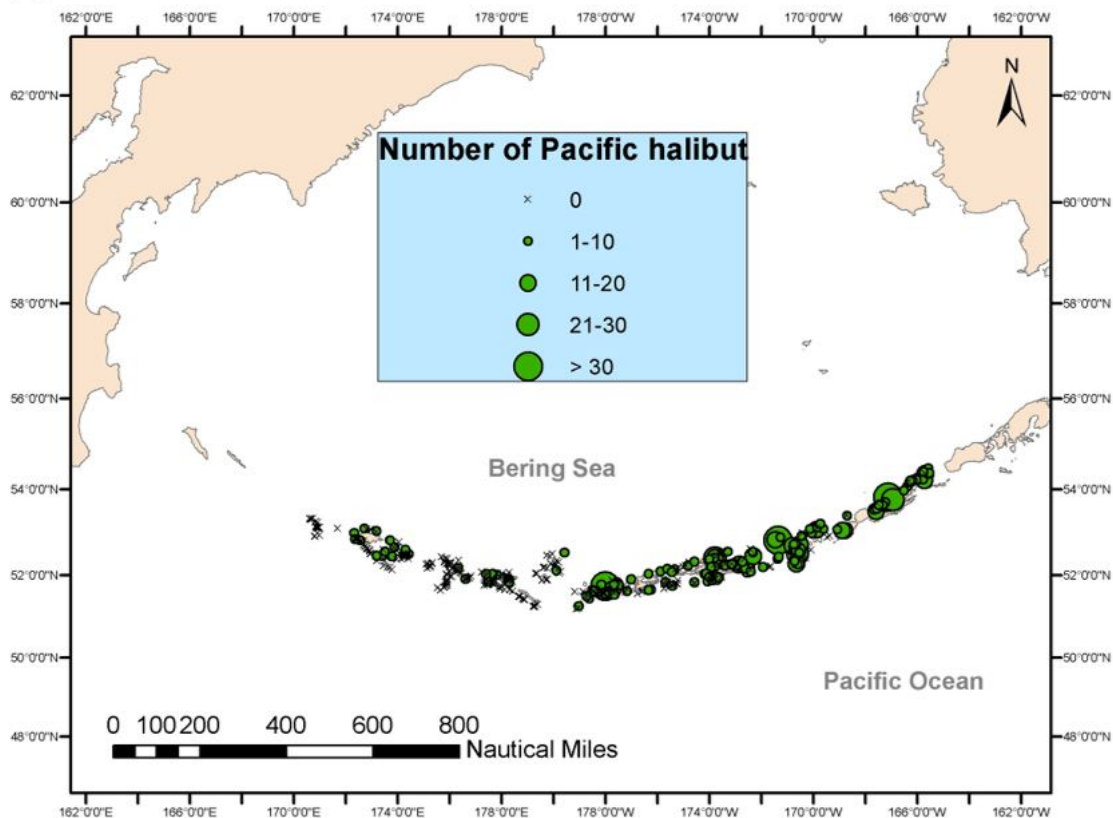 162°0'0"E 166°0'0"E 170°0'0"E 174°0'0"E 178°0'0"E 178°0'0"W 174°0'0"W 170°0'0"W 166°0'0"W 162°0'0"W
N
62°0'0"N 62°0'0"N
Number of Pacific halibut
0
60°0'0"N 60°0'0"N
1-10
11-20
58°0'0"N 58°0'0"N
21-30
> 30
56°0'0"N 56°0'0"N
Bering Sea
54°0'0"N 54°0'0"N
52°0'0"N 52°0'0"N
50°0'0"N 50°0'0"N
Pacific Ocean
0 100 200 400 600 800
48°0'0"N 48°0'0"N
Nautical Miles
162°0'0"E 166°0'0"E 170°0'0"E 174°0'0"E 178°0'0"E 178°0'0"W 174°0'0"W 170°0'0"W 166°0'0"W 162°0'0"W